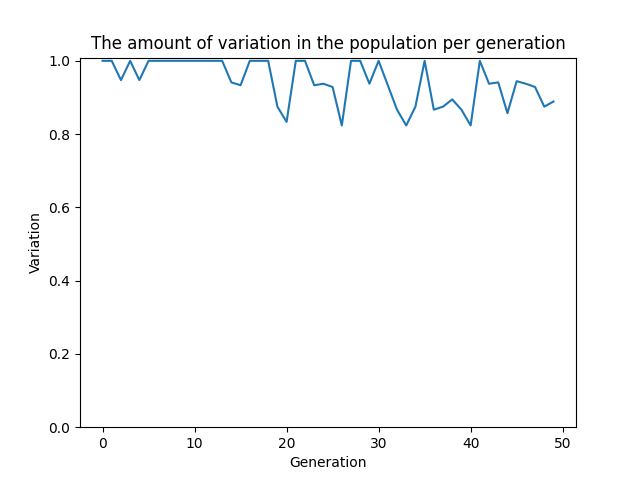 The amount of variation in the population per generation
1.0
0.8
0.6
0.4
0.2
0.0
Variation
0 10 20 30 40 50
Generation